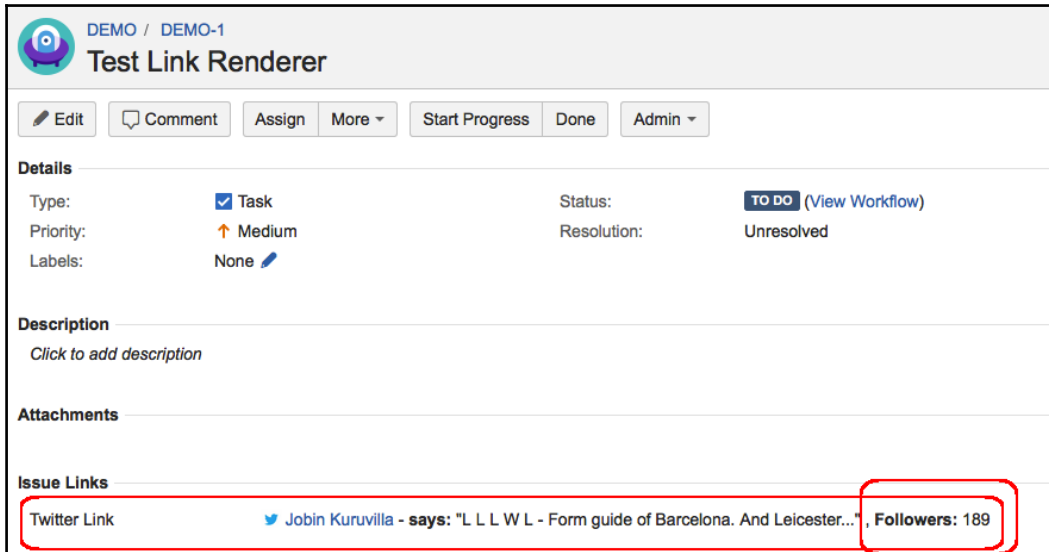 DEMO / DEMO-1
Test Link Renderer
Edit Comment Assign More Start Progress Done Admin
Details
Type: Task Status: TO DO (View Workflow)
Priority: Medium Resolution: Unresolved
Labels: None
Description
Click to add description
Attachments
Issue Links
Twitter Link Jobin Kuruvilla - says: "L L L W L - Form guide of Barcelona. And Leicester..." , Followers: 189